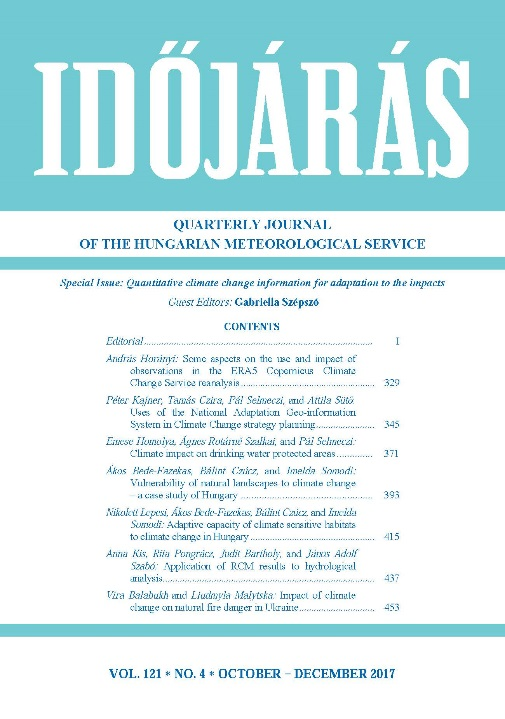 IDŐJÁRÁS
QUARTERLY JOURNAL
OF THE HUNGARIAN METEOROLOGICAL SERVICE
Special Issue: Quantitative climate change information for adaptation to the impacts
Guest Editors: Gabriella Szépszó
CONTENTS
Editorial ........ I
András Horányi: Some aspects on the use and impact of
observations in the ERA5 Copernicus Climate
Change Service reanalysis ........ 329
Péter Kajner, Tamás Czira, Pál Selmeczi, and Attila Sütő:
Uses of the National Adaptation Geo-information
System in Climate Change strategy planning ........ 345
Emese Homolya, Ágnes Rotárné Szalkai, and Pál Selmeczi:
Climate impact on drinking water protected areas ........ 371
Ákos Bede-Fazekas, Bálint Czúcz, and Imelda Somodi:
Vulnerability of natural landscapes to climate change
– a case study of Hungary ........ 393
Nikolett Lepesi, Ákos Bede-Fazekas, Bálint Czúcz, and Imelda
Somodi: Adaptive capacity of climate sensitive habitats
to climate change in Hungary ........ 415
Anna Kis, Rita Pongrácz, Judit Bartholy, and János Adolf
Szabó: Application of RCM results to hydrological
analysis ........ 437
Vira Balabukh and Liudmyla Malytska: Impact of climate
change on natural fire danger in Ukraine ........ 453
VOL. 121 * NO. 4 * OCTOBER – DECEMBER 2017